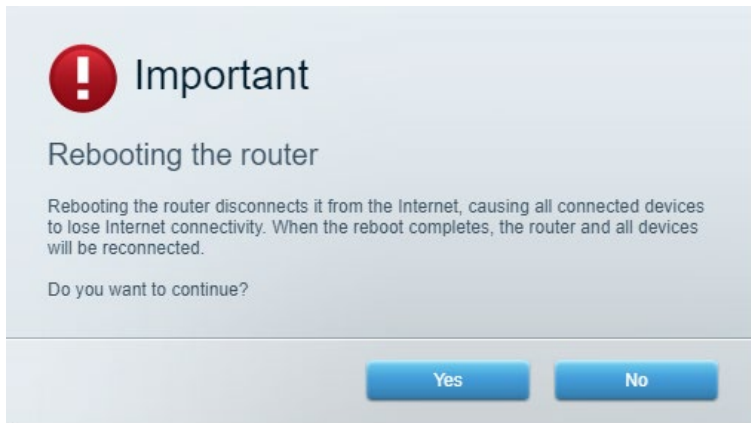 Important
Rebooting the router
Rebooting the router disconnects it from the Internet, causing all connected devices
to lose Internet connectivity. When the reboot completes, the router and all devices
will be reconnected.
Do you want to continue?
Yes
No